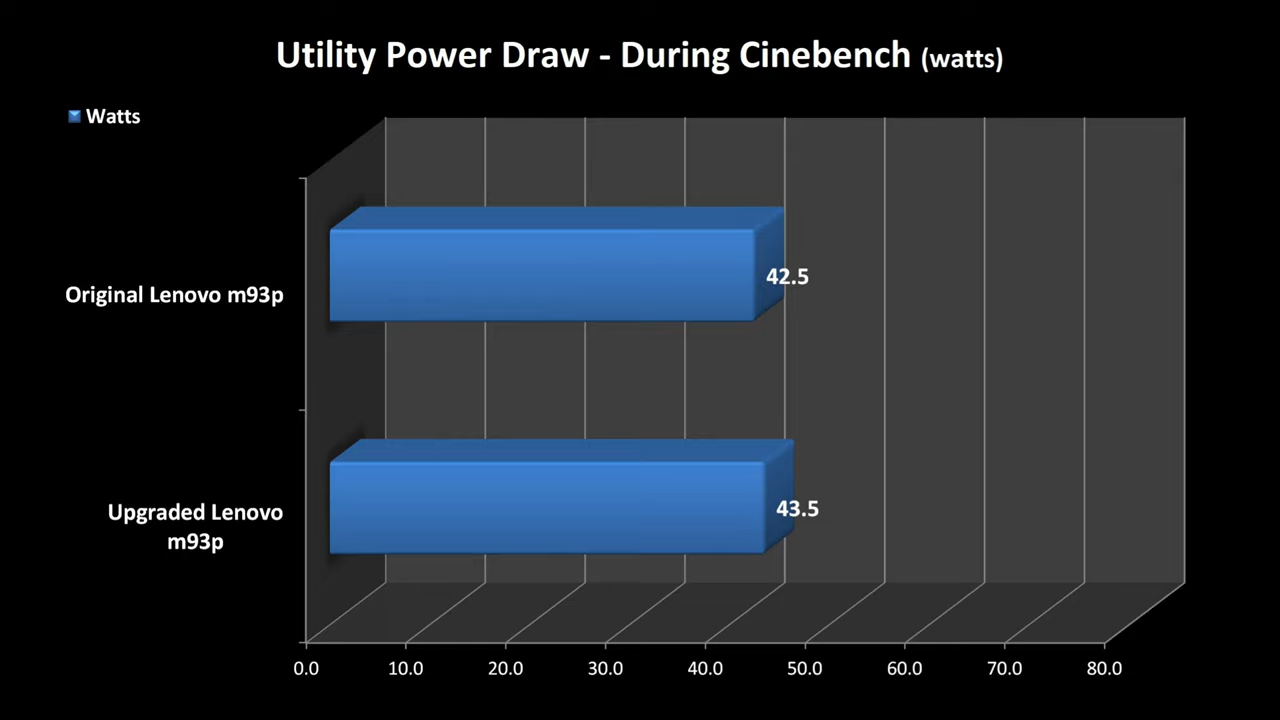 Utility Power Draw - During Cinebench (watts)
Watts
Original Lenovo m93p
42.5
Upgraded Lenovo
m93p
43.5
0.0 10.0 20.0 30.0 40.0 50.0 60.0 70.0 80.0